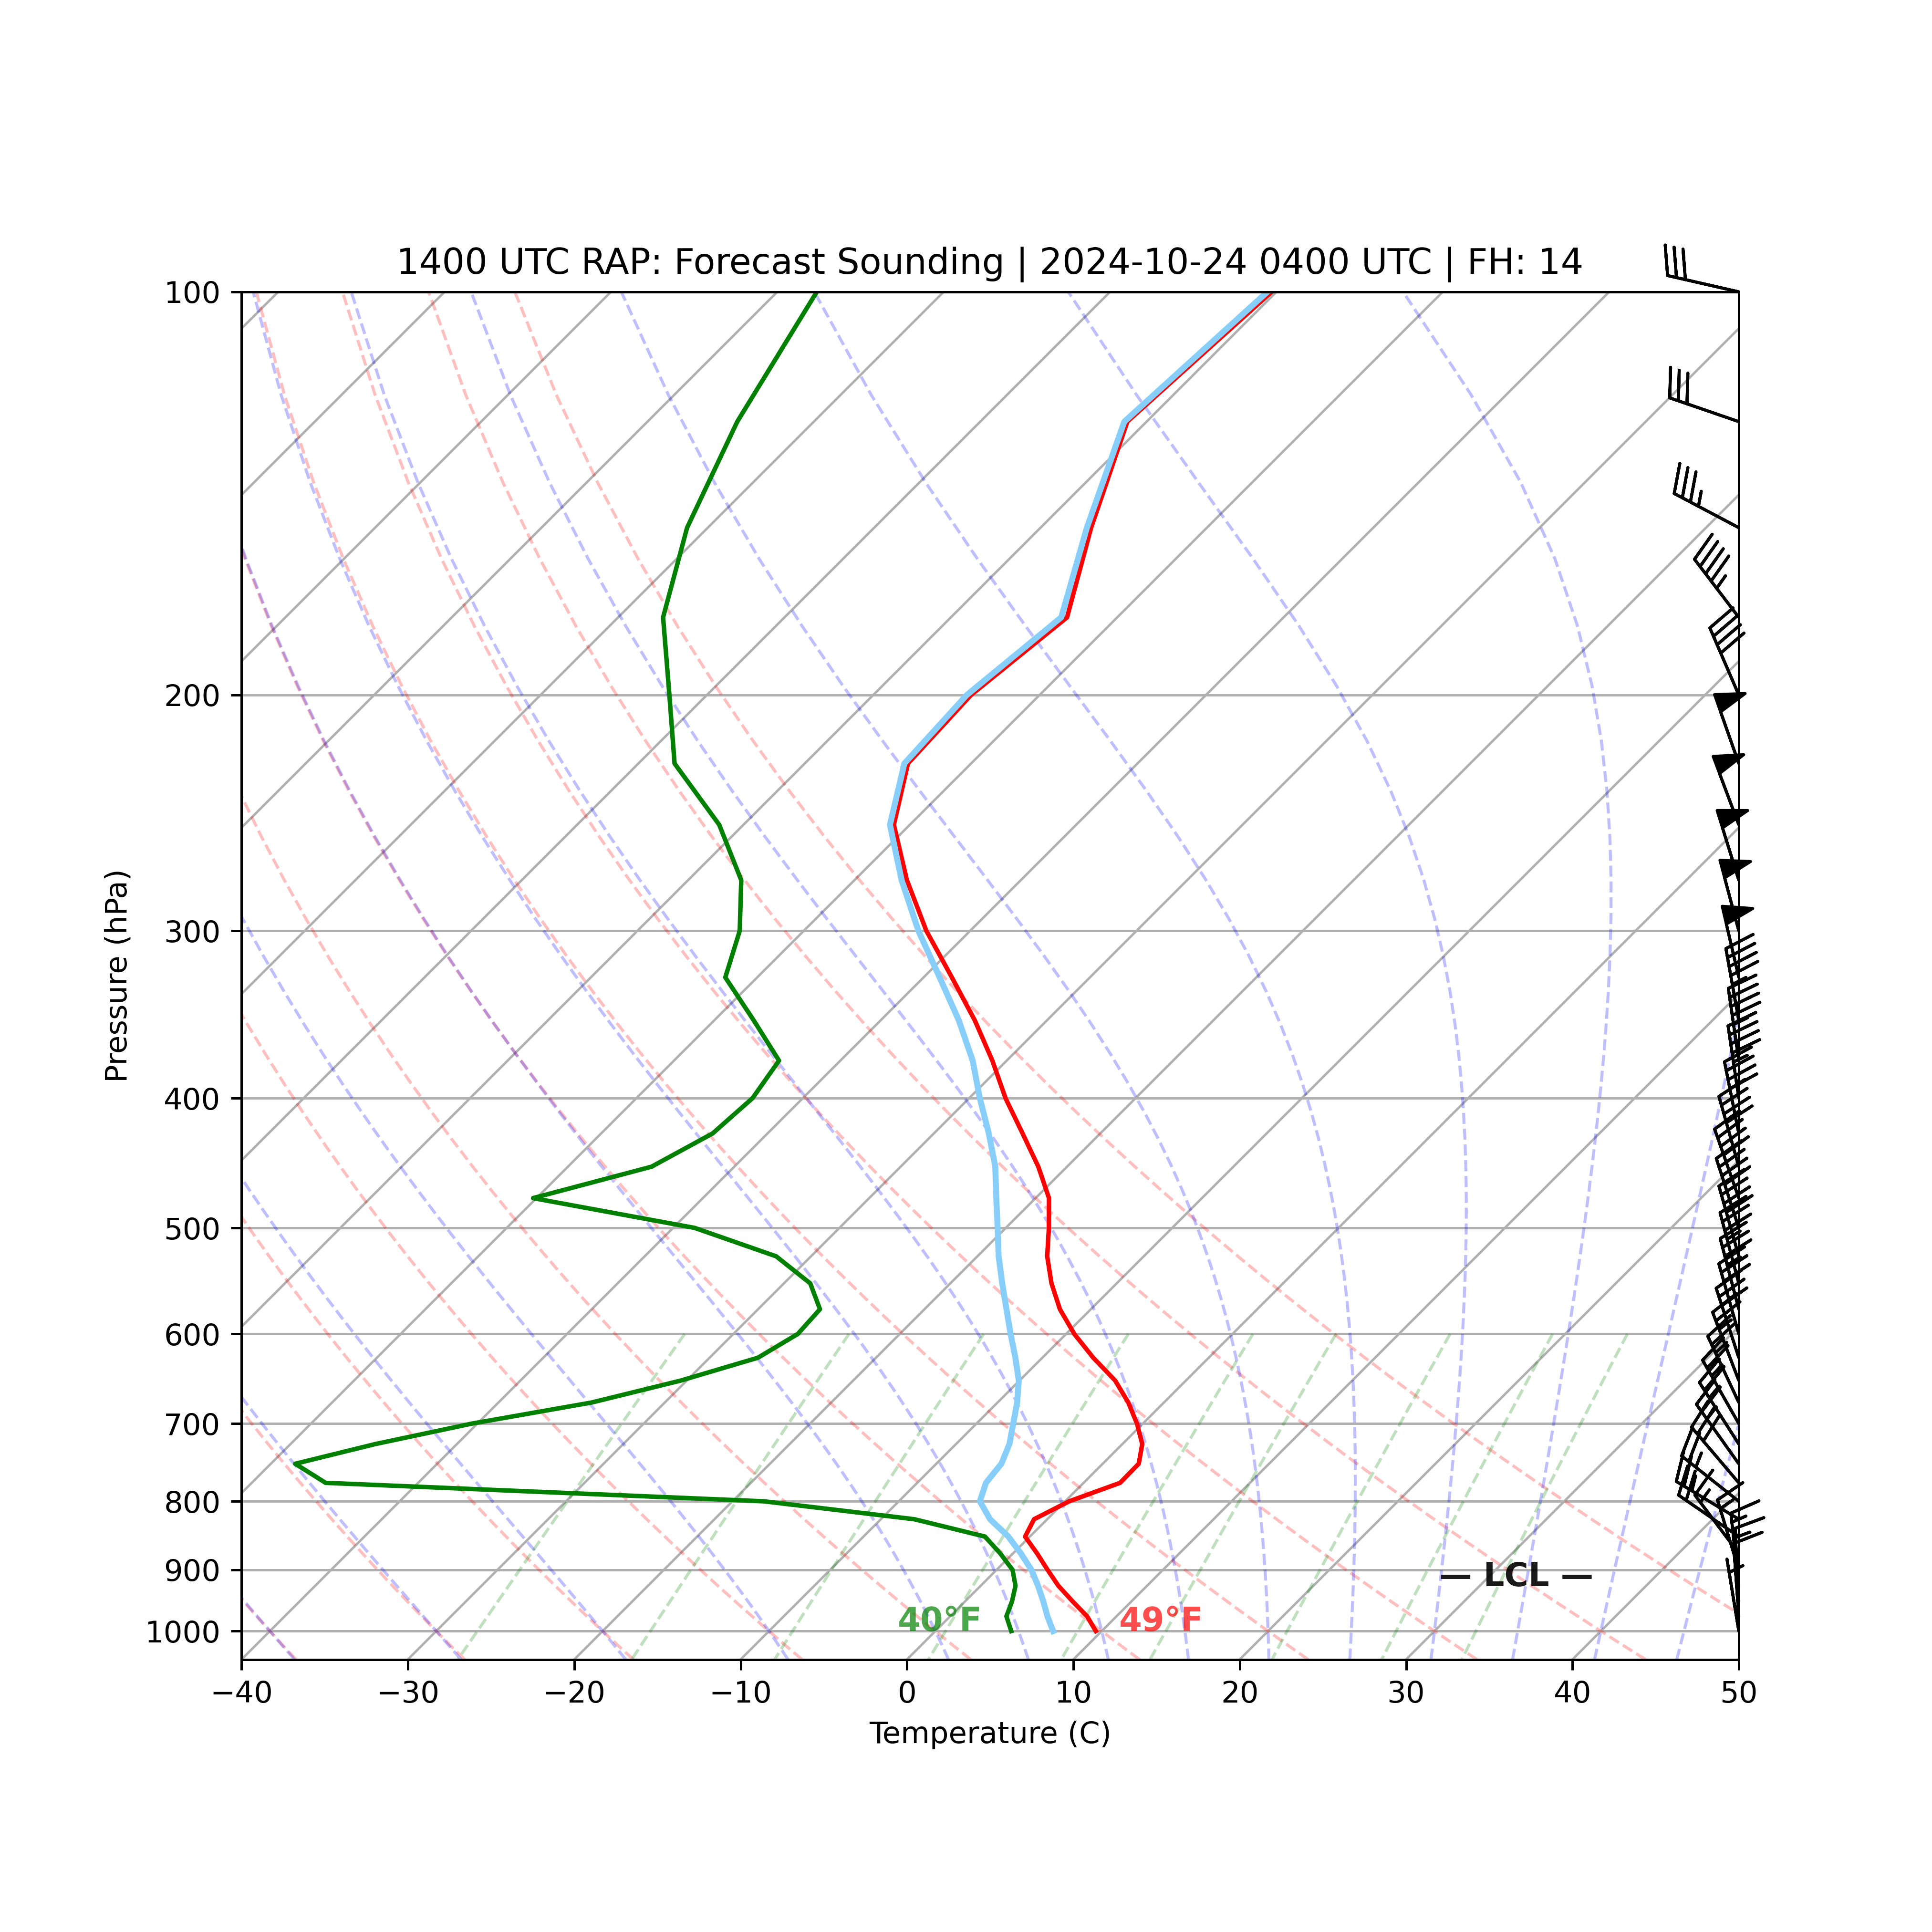 1400 UTC RAP: Forecast Sounding | 2024-10-24 0400 UTC | FH: 14
100
200
300
400
500
600
700
800
900
1000
Pressure (hPa)
— LCL —
40°F
49°F
−40 −30 −20 −10 0 10 20 30 40 50
Temperature (C)